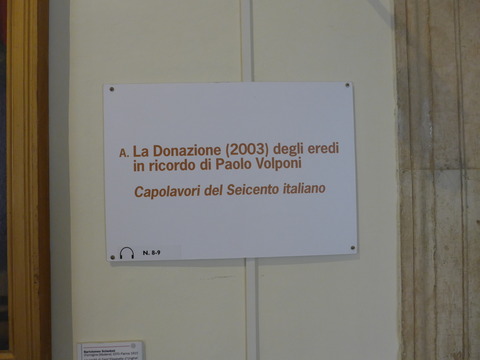 A. La Donazione (2003) degli eredi
in ricordo di Paolo Volponi
Capolavori del Seicento italiano
N. 8-9